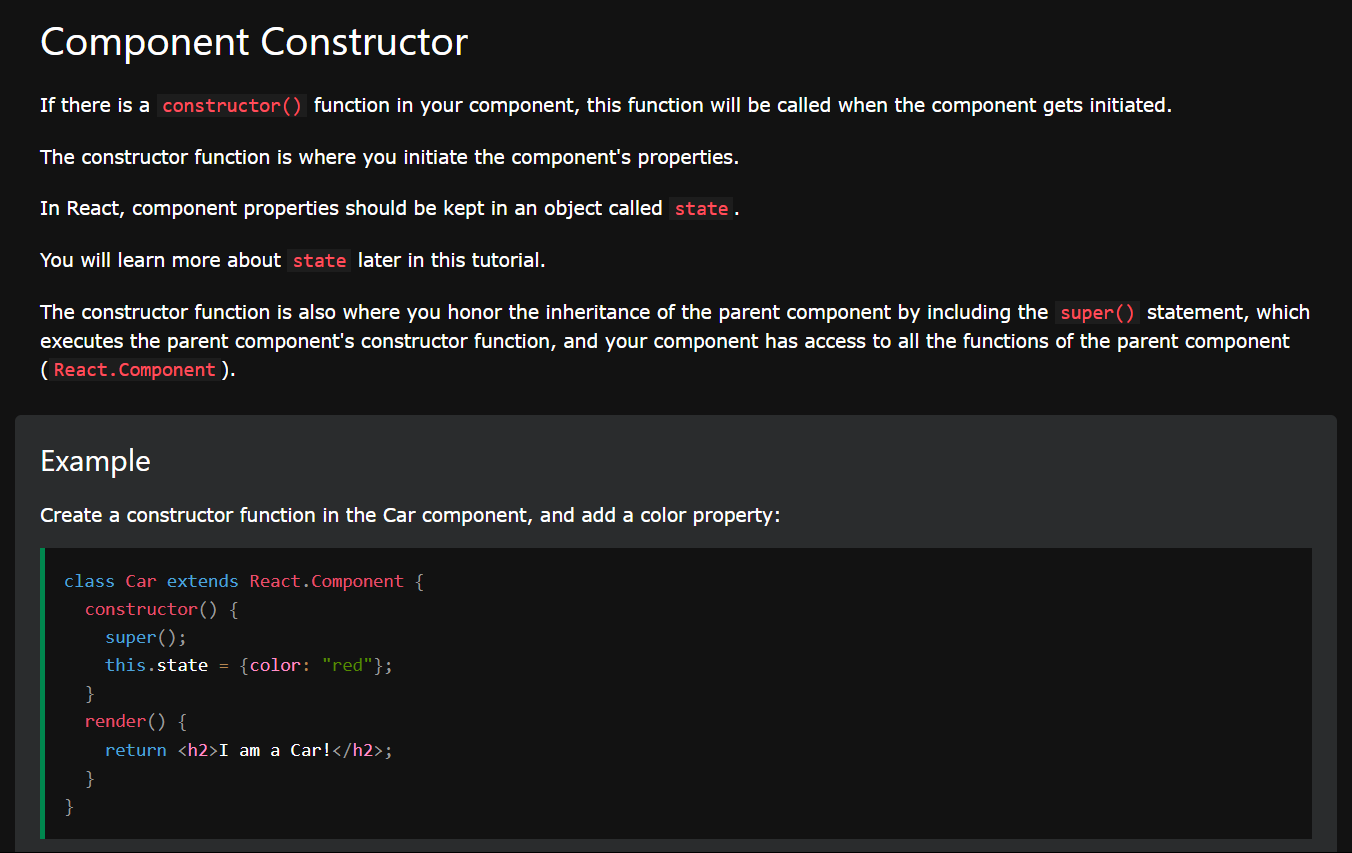 Component Constructor
If there is a constructor() function in your component, this function will be called when the component gets initiated.
The constructor function is where you initiate the component's properties.
In React, component properties should be kept in an object called state.
You will learn more about state later in this tutorial.
The constructor function is also where you honor the inheritance of the parent component by including the super() statement, which
executes the parent component's constructor function, and your component has access to all the functions of the parent component
(React.Component).
Example
Create a constructor function in the Car component, and add a color property:
class Car extends React.Component {
  constructor() {
    super();
    this.state = {color: "red"};
  }
  render() {
    return <h2>I am a Car!</h2>;
  }
}